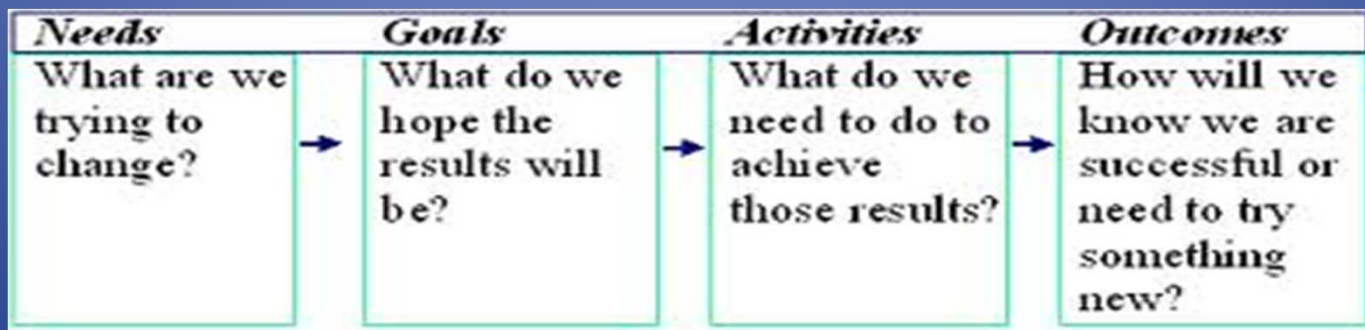 Needs Goals Activities Outcomes
What are we
trying to
change?
What do we
hope the
results will
be?
What do we
need to do to
achieve
those results?
How will we
know we are
successful or
need to try
something
new?